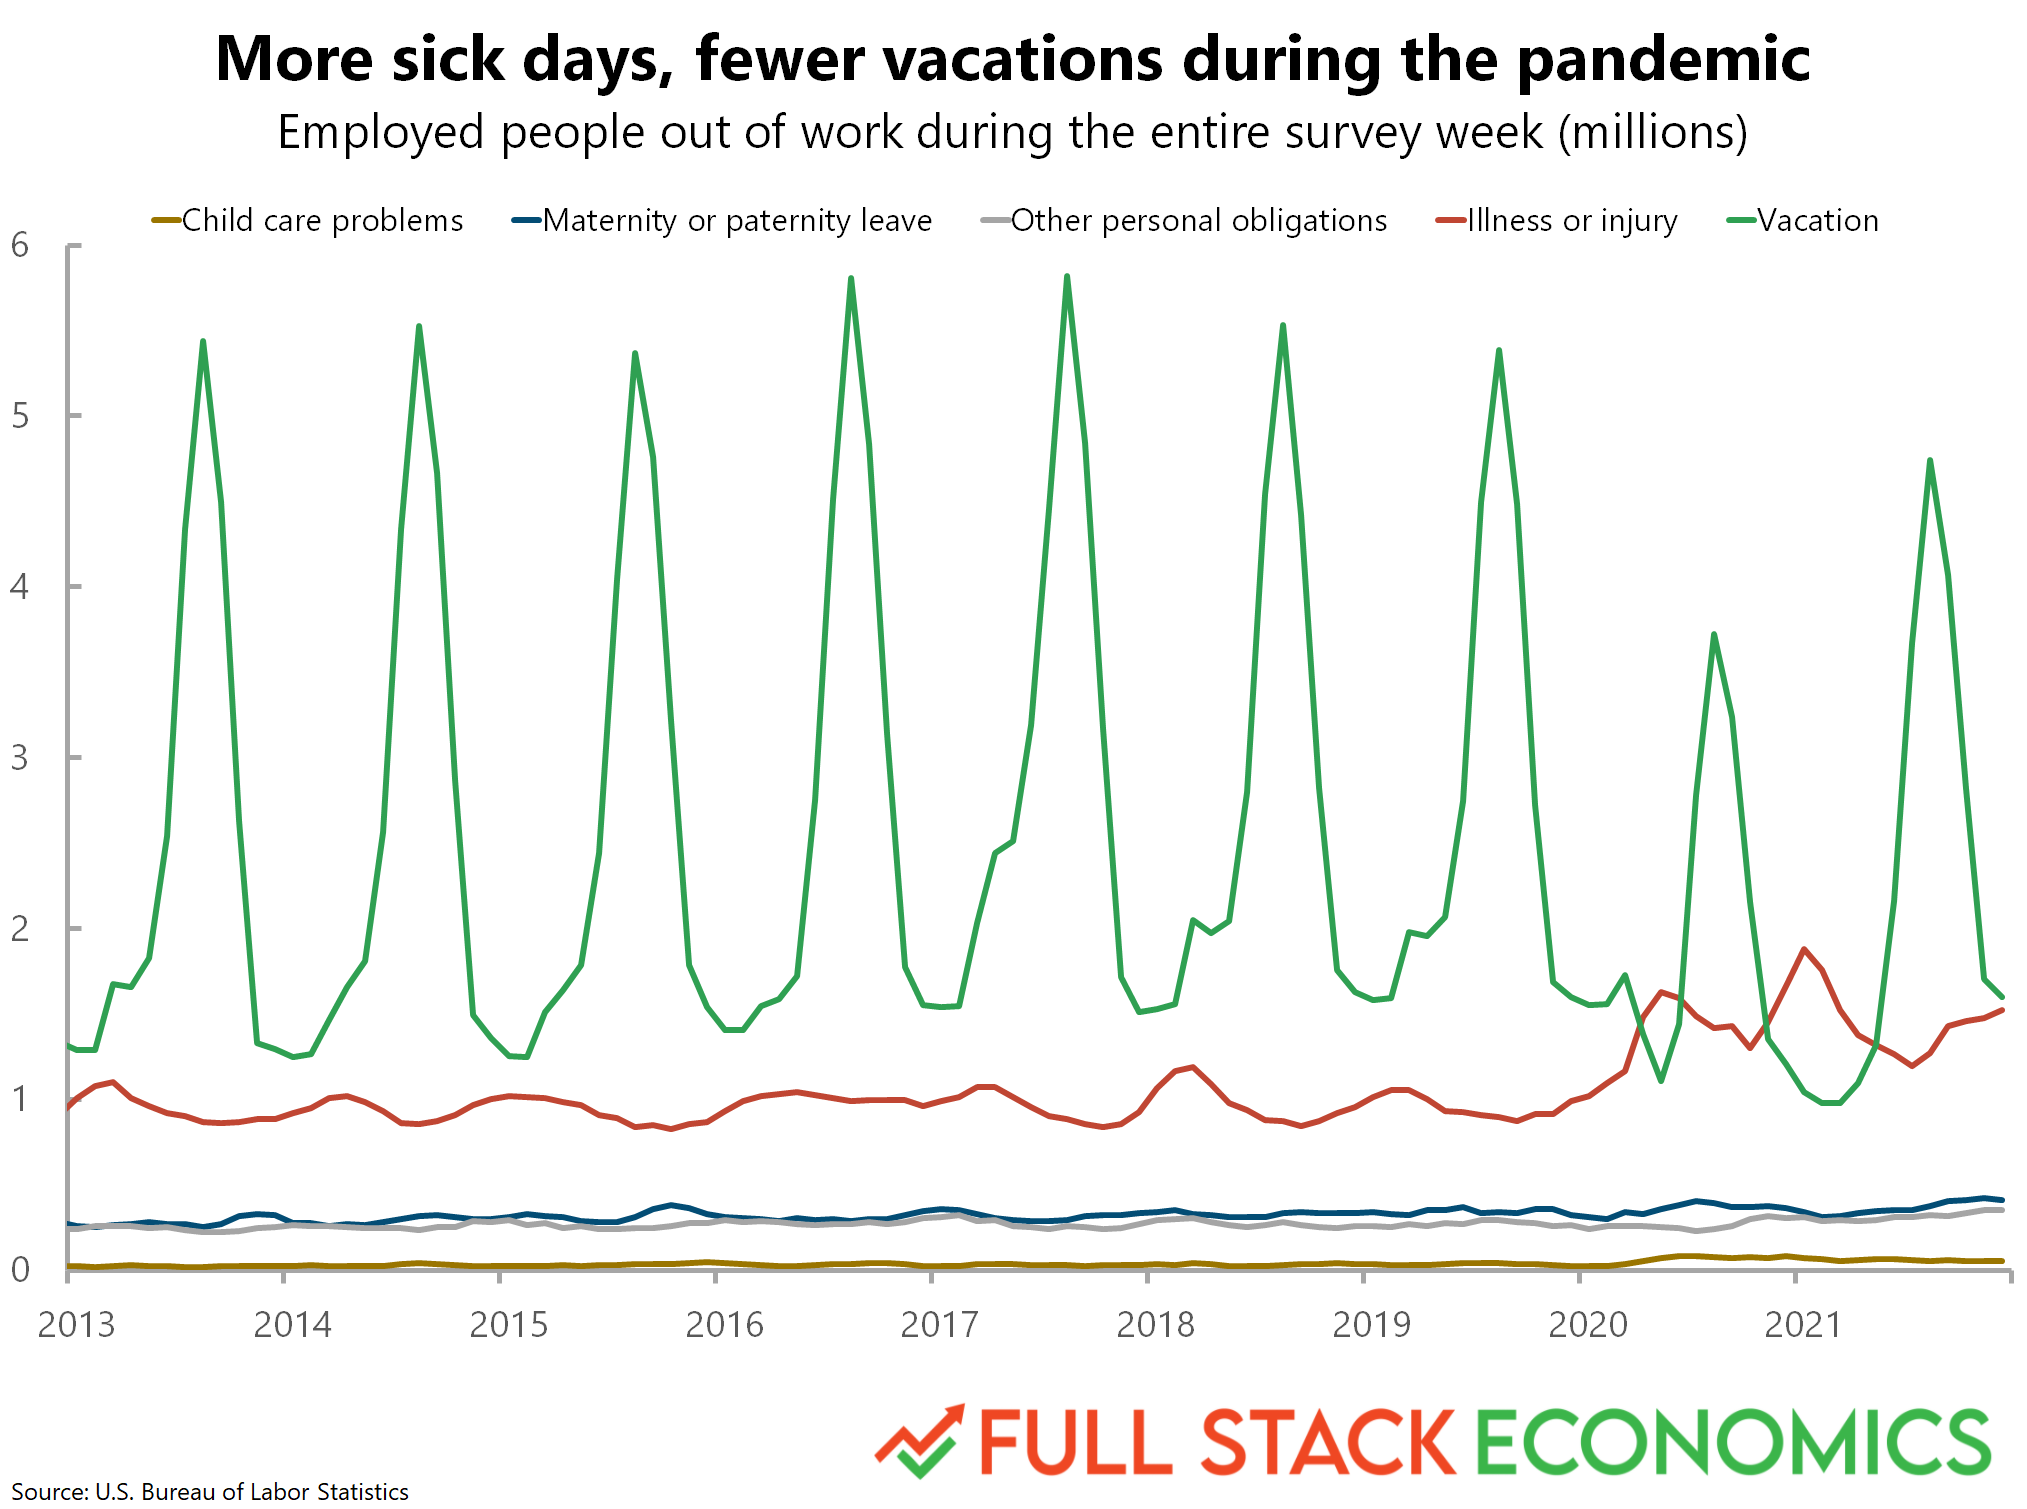 More sick days, fewer vacations during the pandemic
Employed people out of work during the entire survey week (millions)
Child care problems Maternity or paternity leave Other personal obligations Illness or injury Vacation
6
5
4
3
2
1
0
2013 2014 2015 2016 2017 2018 2019 2020 2021
FULL STACK ECONOMICS
Source: U.S. Bureau of Labor Statistics